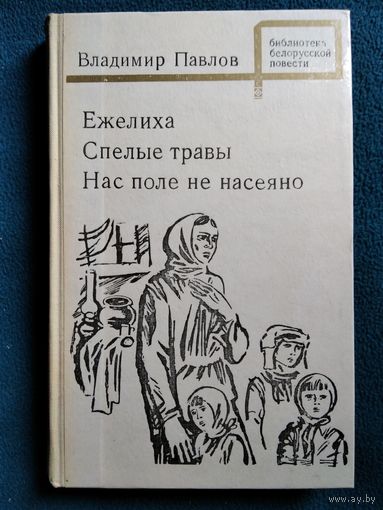 Владимир Павлов
библиотека
белорусской
повести
Ежелиха
Спелые травы
Нас поле не насеяно
www.ay.by